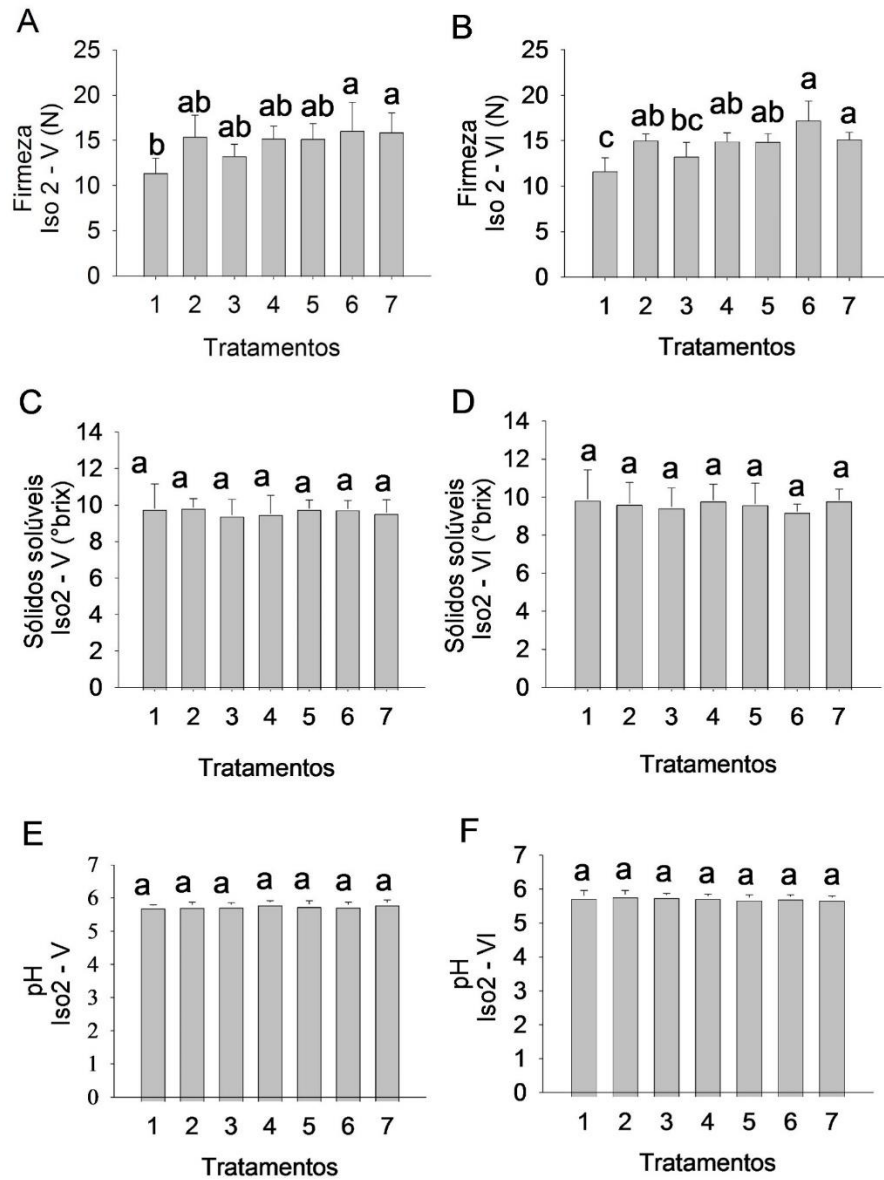 A
Firmeza
Iso 2 - V (N)
25
20
15
10
5
0
b ab ab ab ab a a
1 2 3 4 5 6 7
Tratamentos
B
Firmeza
Iso 2 - VI (N)
25
20
15
10
5
0
c ab bc ab ab a a
1 2 3 4 5 6 7
Tratamentos
C
Sólidos solúveis
Iso2 - V (°brix)
14
12
10
8
6
4
2
0
a a a a a a a
1 2 3 4 5 6 7
Tratamentos
D
Sólidos solúveis
Iso2 - VI (°brix)
14
12
10
8
6
4
2
0
a a a a a a a
1 2 3 4 5 6 7
Tratamentos
E
pH
Iso2 - V
7
6
5
4
3
2
1
0
a a a a a a a
1 2 3 4 5 6 7
Tratamentos
F
pH
Iso2 - VI
7
6
5
4
3
2
1
0
a a a a a a a
1 2 3 4 5 6 7
Tratamentos